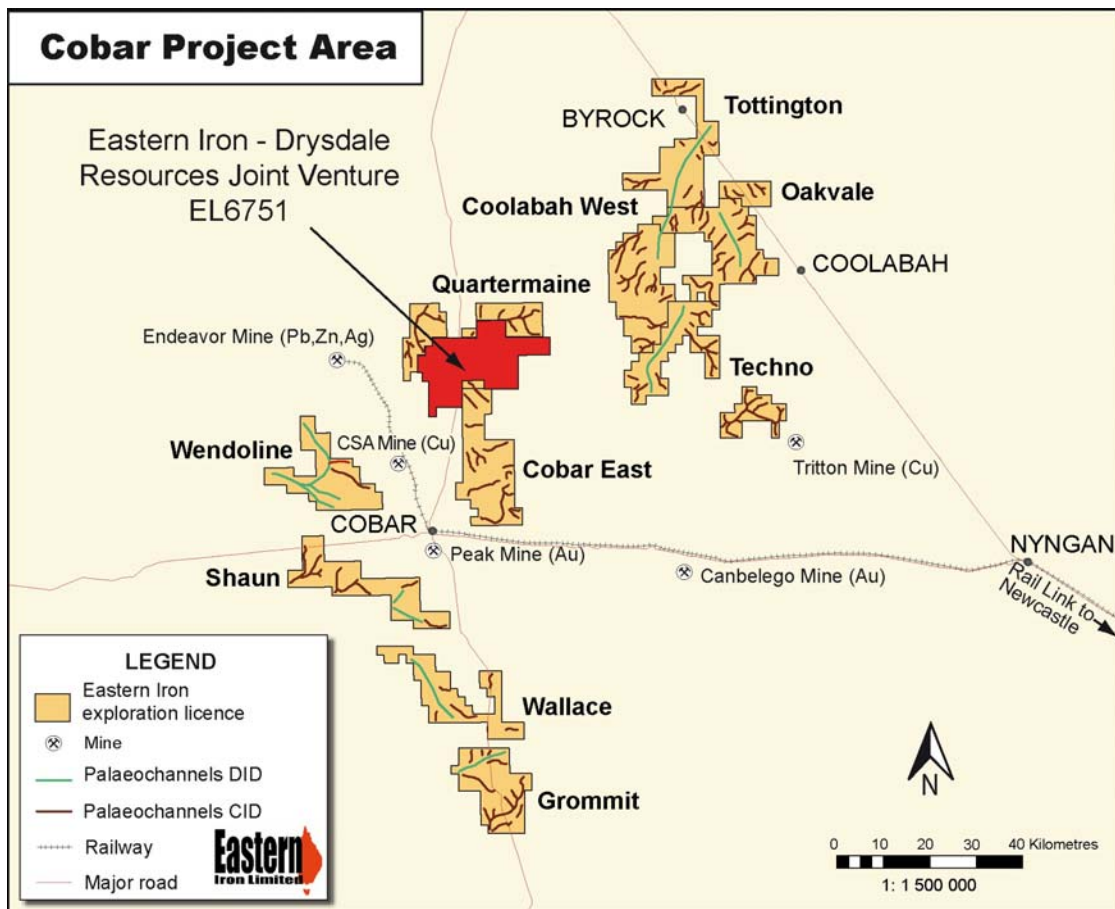 Cobar Project Area
Eastern Iron - Drysdale
Resources Joint Venture
EL6751
BYROCK
Tottington
Oakvale
Coolabah West
COOLABAH
Quartermaine
Endeavor Mine (Pb,Zn,Ag)
Techno
Wendoline
CSA Mine (Cu)
Cobar East
Tritton Mine (Cu)
COBAR
Peak Mine (Au)
Canbelego Mine (Au)
NYNGAN
Rail Link to
Newcastle
Shaun
Wallace
Grommit
LEGEND
Eastern Iron
exploration licence
Mine
Palaeochannels DID
Palaeochannels CID
Railway
Major road
Eastern
Iron Limited
N
0 10 20 30 40 Kilometres
1: 1 500 000